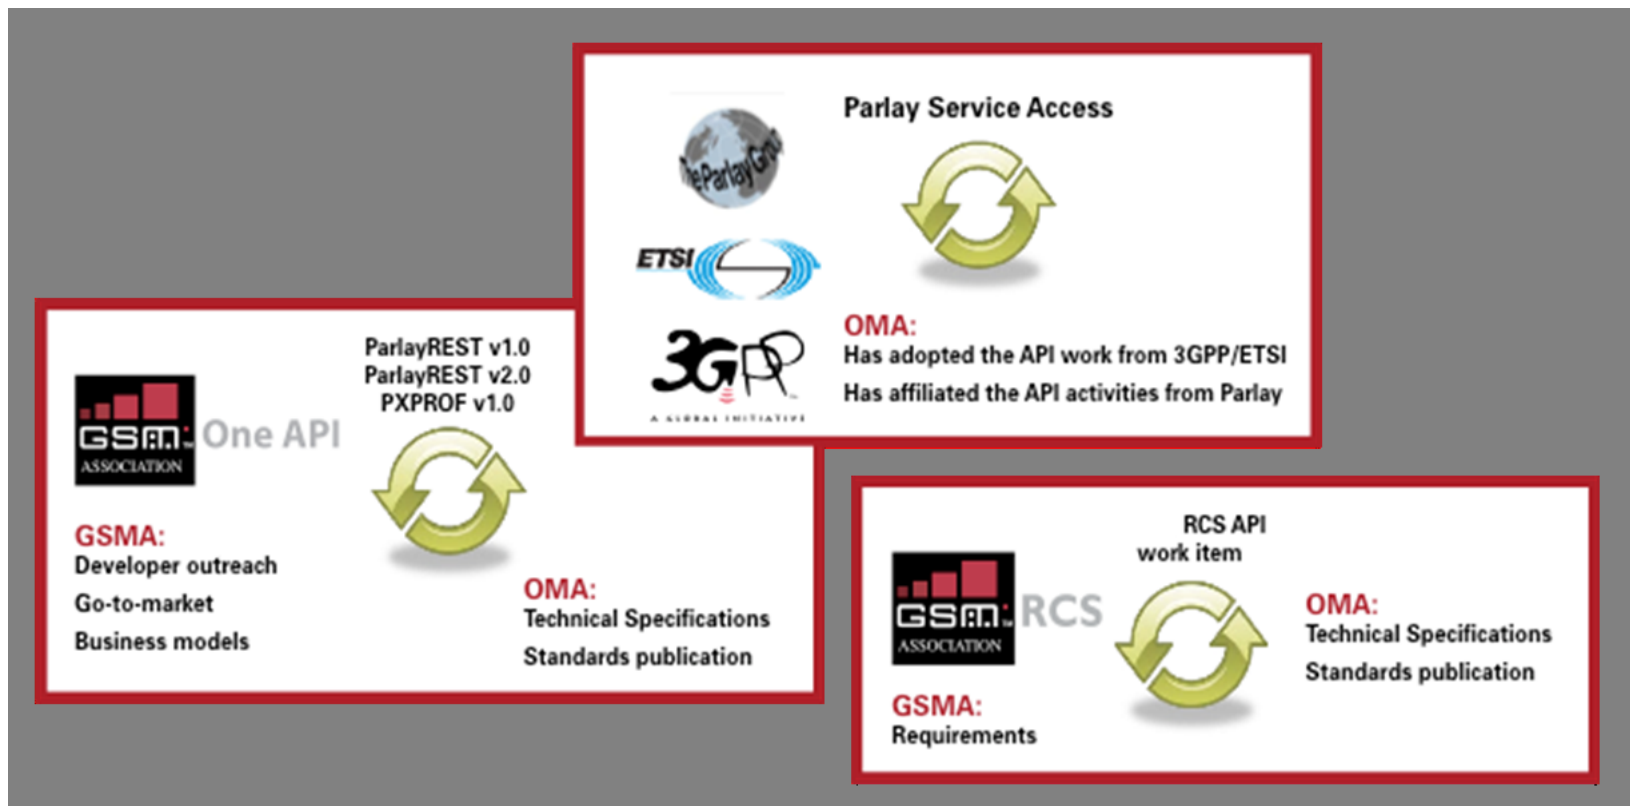 Parlay Service Access
The Parlay Group
ETSI
3GPP
A GLOBAL INITIATIVE
OMA:
Has adopted the API work from 3GPP/ETSI
Has affiliated the API activities from Parlay
ParlayREST v1.0
ParlayREST v2.0
PXPROF v1.0
GSM™
ASSOCIATION
One API
GSMA:
Developer outreach
Go-to-market
Business models
OMA:
Technical Specifications
Standards publication
RCS API
work item
GSM™
ASSOCIATION
RCS
GSMA:
Requirements
OMA:
Technical Specifications
Standards publication